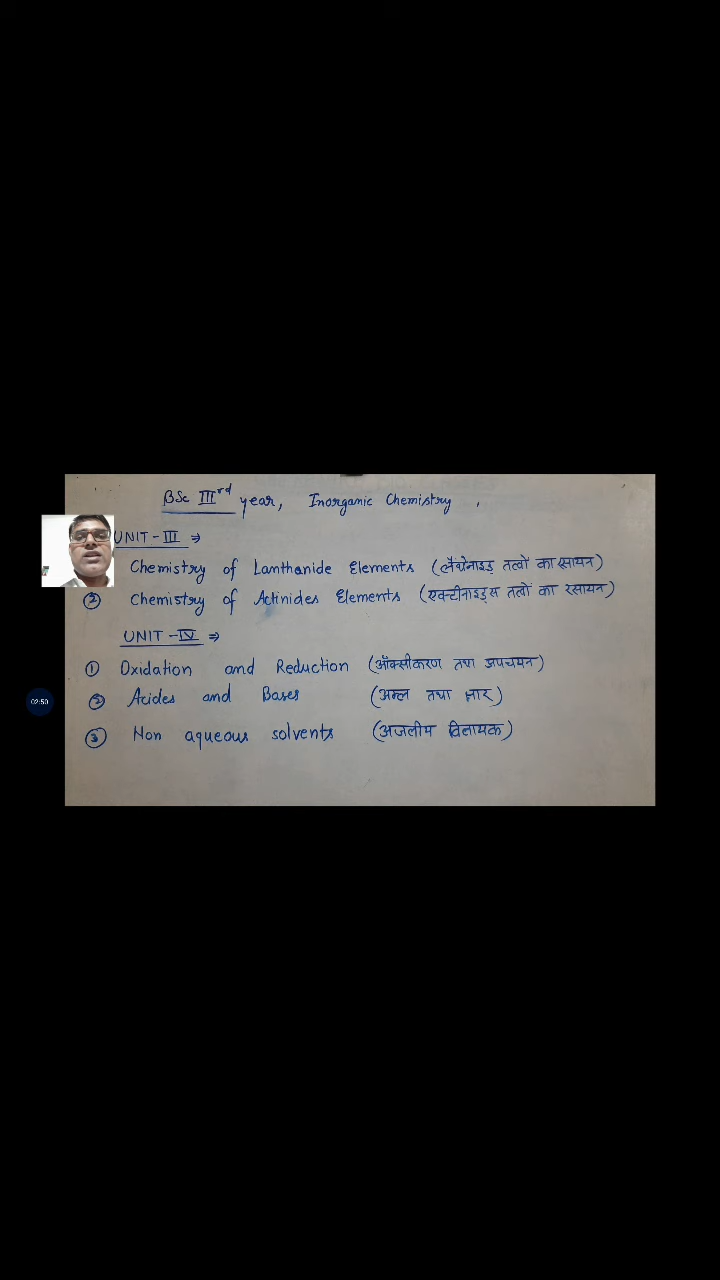 BSc IIIrd year, Inorganic Chemistry
UNIT - III ⇒
Chemistry of Lanthanide Elements (लैंथेनाइड तत्वों का रसायन)
② Chemistry of Actinides Elements (एक्टीनाइड्स तत्वों का रसायन)
UNIT - IV ⇒
① Oxidation and Reduction (ऑक्सीकरण तथा अपचयन)
② Acides and Bases (अम्ल तथा क्षार)
02:50
③ Non aqueous solvents (अजलीय विलायक)